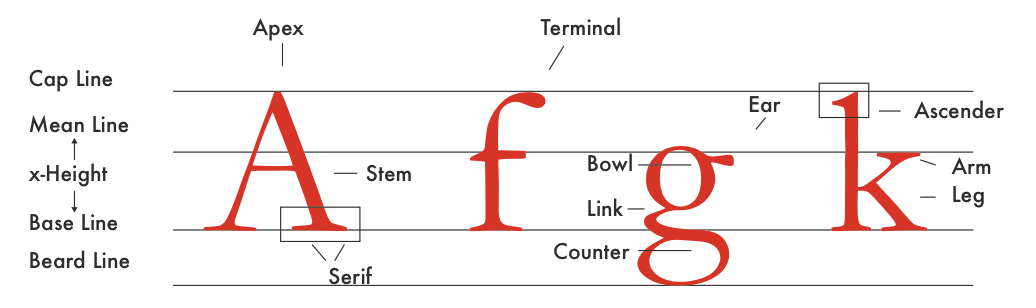 Apex
Terminal
Cap Line
Mean Line
x-Height
Base Line
Beard Line
A
Stem
Serif
f
Ear
Bowl
Link
Counter
g
k
Ascender
Arm
Leg